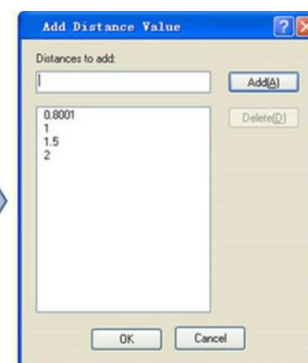 Add Distance Value
Distances to add:
Add(A)
0.8001
1
1.5
2
Delete(D)
OK
Cancel